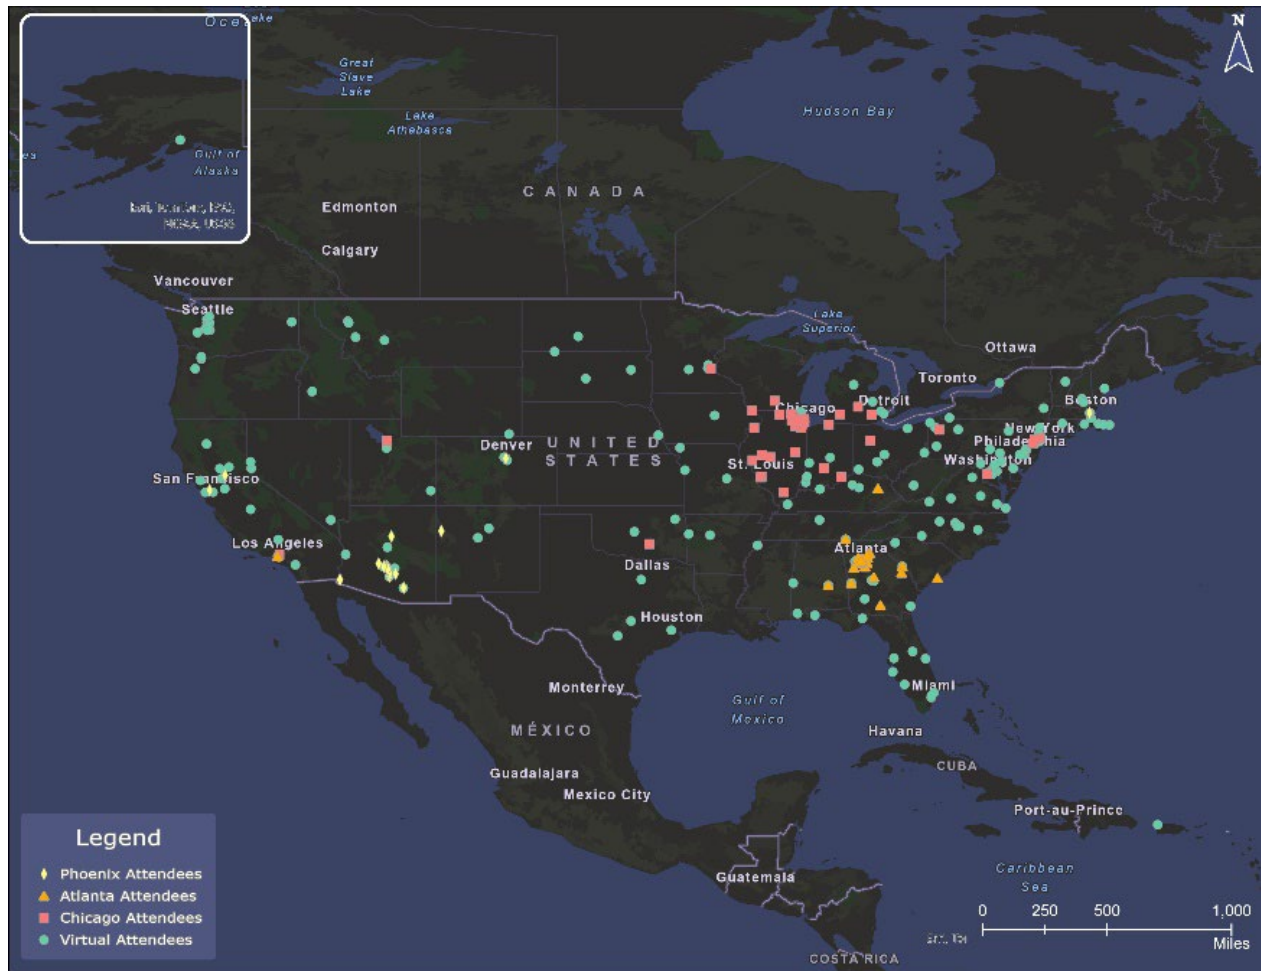 Ocean
Lake
N
Great
Slave
Lake
Lake
Athabasca
Hudson Bay
Gulf of
Alaska
CANADA
Edmonton
Calgary
Vancouver
Seattle
Lake
Superior
Ottawa
Toronto
Boston
Chicago
Detroit
New York
Philadelphia
Denver
UNITED
STATES
St. Louis
Washington
San Francisco
Los Angeles
Atlanta
Dallas
Houston
Monterrey
Miami
Gulf of
Mexico
MÉXICO
Havana
CUBA
Guadalajara
Mexico City
Port-au-Prince
Legend
Phoenix Attendees
Atlanta Attendees
Chicago Attendees
Virtual Attendees
Guatemala
Caribbean
Sea
0 250 500 1,000
Miles
COSTA RICA